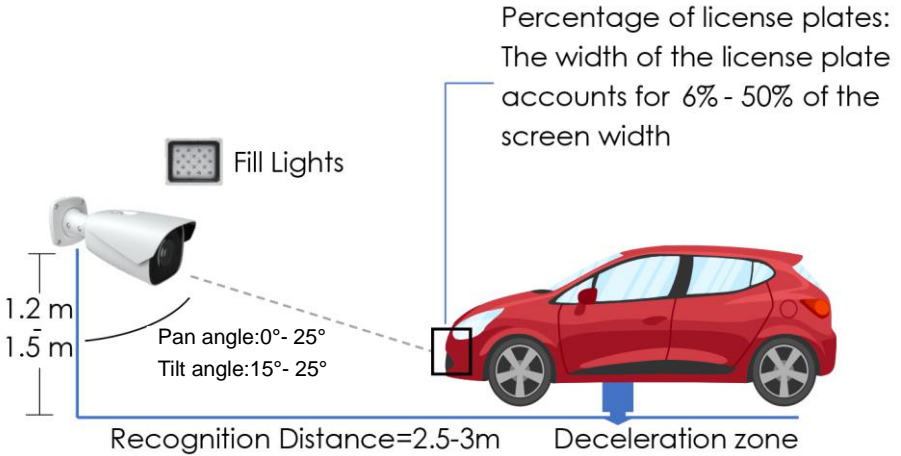 Percentage of license plates:
The width of the license plate
accounts for 6% - 50% of the
screen width
Fill Lights
1.2 m
-
1.5 m
Pan angle:0°- 25°
Tilt angle:15°- 25°
Recognition Distance=2.5-3m
Deceleration zone